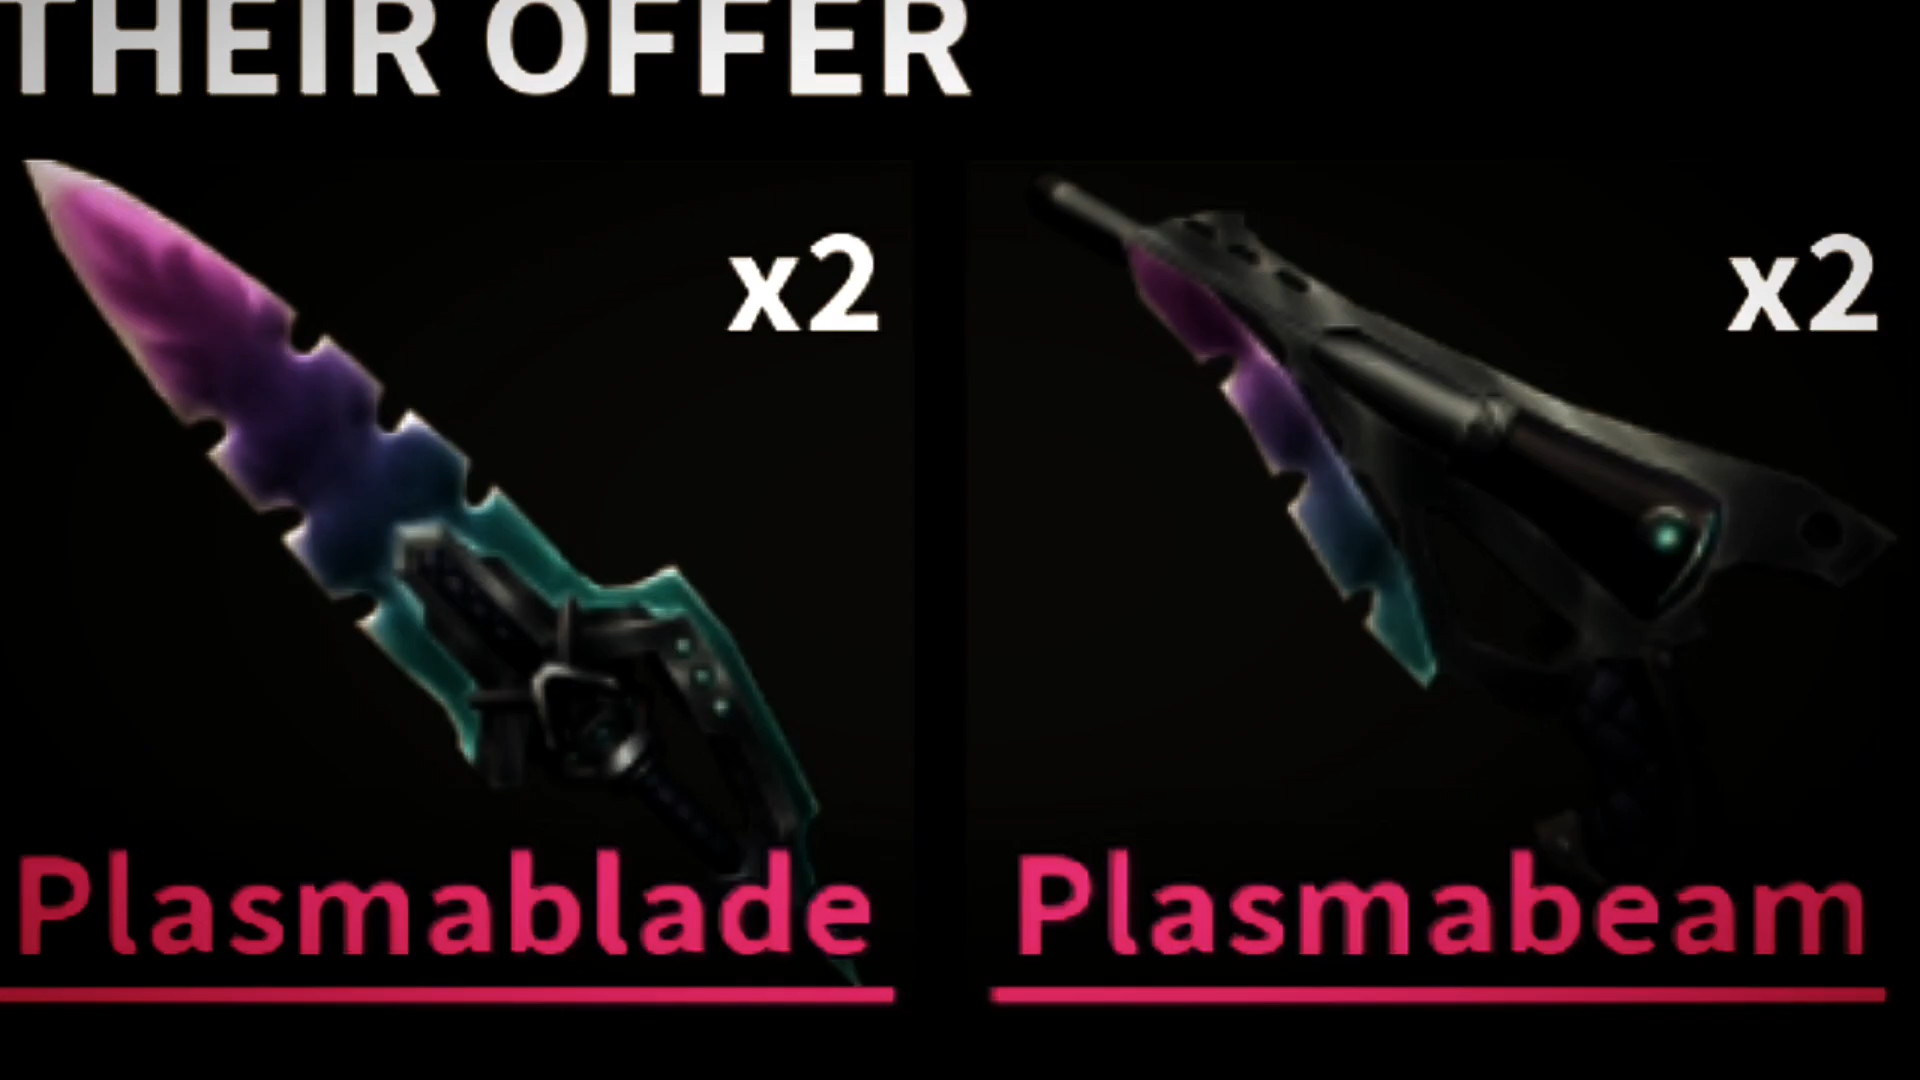 THEIR OFFER
x2
x2
Plasmablade
Plasmabeam